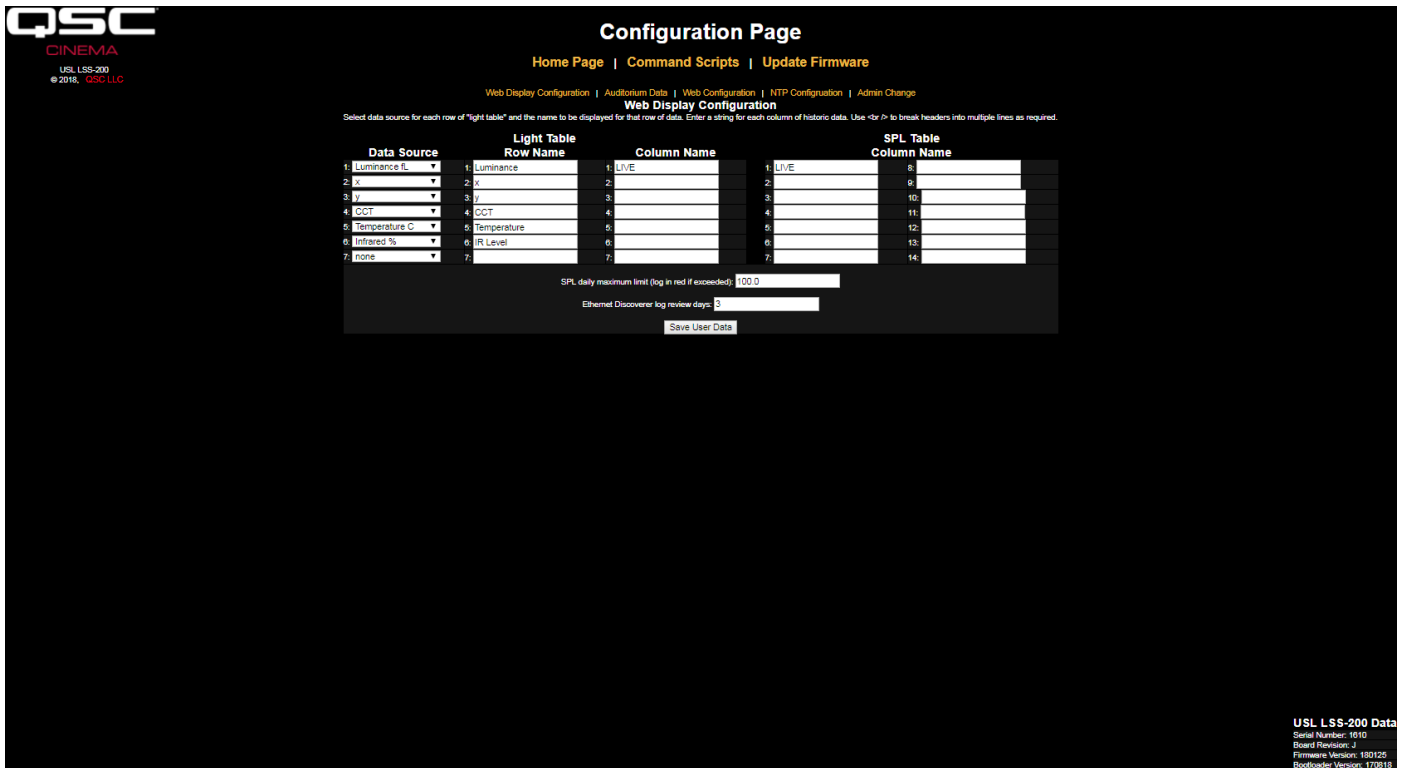 QSC
CINEMA
USL LSS-200
© 2018, QSC LLC
Configuration Page
Home Page | Command Scripts | Update Firmware
Web Display Configuration | Auditorium Data | Web Configuration | NTP Configruation | Admin Change
Web Display Configuration
Select data source for each row of "light table" and the name to be displayed for that row of data. Enter a string for each column of historic data. Use <br /> to break headers into multiple lines as required.
Light Table SPL Table
Data Source Row Name Column Name Column Name
1: Luminance fL 1: Luminance 1: LIVE 1: LIVE 8:
2: x 2: x 2: 2: 9:
3: y 3: y 3: 3: 10:
4: CCT 4: CCT 4: 4: 11:
5: Temperature C 5: Temperature 5: 5: 12:
6: Infrared % 6: IR Level 6: 6: 13:
7: none 7: 7: 7: 14:
SPL daily maximum limit (log in red if exceeded): 100.0
Ethernet Discoverer log review days: 3
Save User Data
USL LSS-200 Data
Serial Number: 1610
Board Revision: J
Firmware Version: 180125
Bootloader Version: 170818